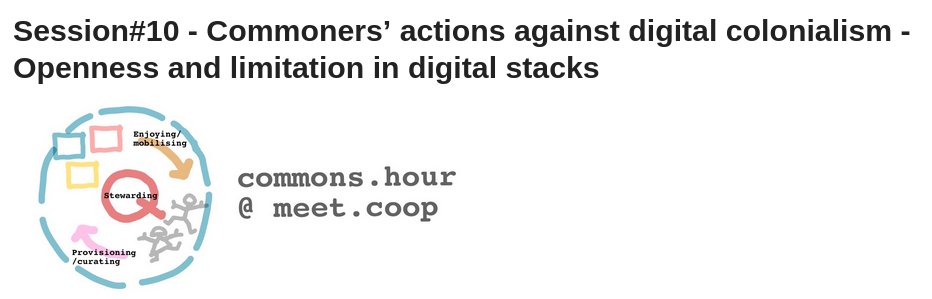 Session#10 - Commoners’ actions against digital colonialism -
Openness and limitation in digital stacks
Enjoying/
mobilising
Stewarding
Provisioning
/curating
commons.hour
@ meet.coop